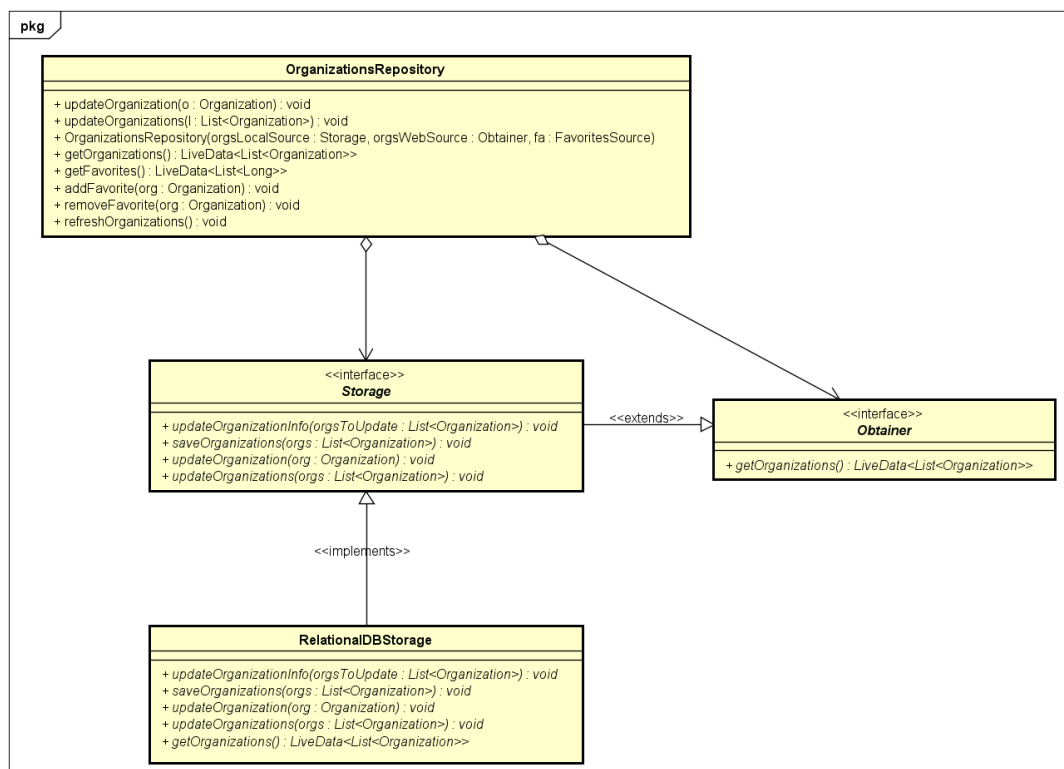 pkg
OrganizationsRepository
+ updateOrganization(o : Organization) : void
+ updateOrganizations(l : List<Organization>) : void
+ OrganizationsRepository(orgsLocalSource : Storage, orgsWebSource : Obtainer, fa : FavoritesSource)
+ getOrganizations() : LiveData<List<Organization>>
+ getFavorites() : LiveData<List<Long>>
+ addFavorite(org : Organization) : void
+ removeFavorite(org : Organization) : void
+ refreshOrganizations() : void
<<interface>>
Storage
+ updateOrganizationInfo(orgsToUpdate : List<Organization>) : void
+ saveOrganizations(orgs : List<Organization>) : void
+ updateOrganization(org : Organization) : void
+ updateOrganizations(orgs : List<Organization>) : void
<<extends>>
<<interface>>
Obtainer
+ getOrganizations() : LiveData<List<Organization>>
<<implements>>
RelationalDBStorage
+ updateOrganizationInfo(orgsToUpdate : List<Organization>) : void
+ saveOrganizations(orgs : List<Organization>) : void
+ updateOrganization(org : Organization) : void
+ updateOrganizations(orgs : List<Organization>) : void
+ getOrganizations() : LiveData<List<Organization>>